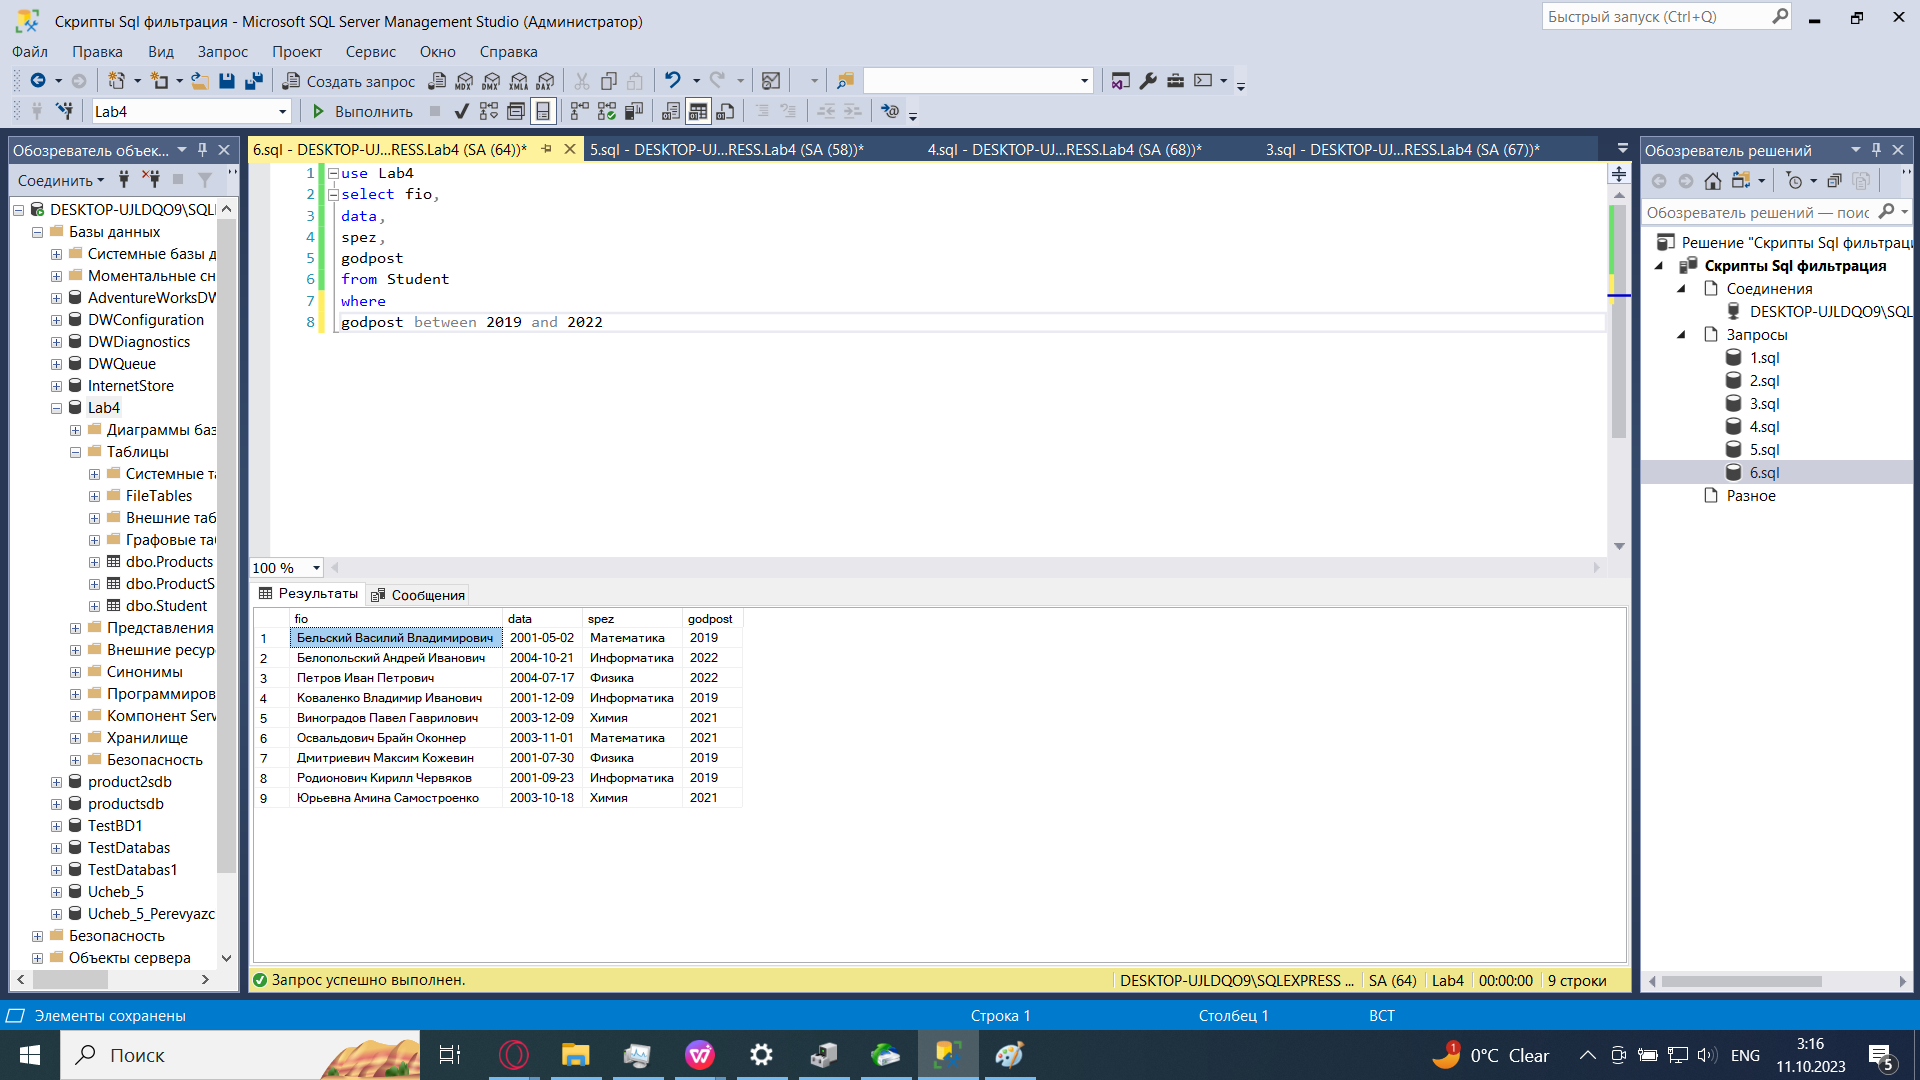 Скрипты Sql фильтрация - Microsoft SQL Server Management Studio (Администратор)
Быстрый запуск (Ctrl+Q)
Файл Правка Вид Запрос Проект Сервис Окно Справка
Создать запрос MDX DMX XMLA DAX
Lab4 Выполнить
Обозреватель объек...
Соединить
DESKTOP-UJLDQO9\SQL
Базы данных
Системные базы д
Моментальные сн
AdventureWorksDW
DWConfiguration
DWDiagnostics
DWQueue
InternetStore
Lab4
Диаграммы баз
Таблицы
Системные та
FileTables
Внешние таб
Графовые та
dbo.Products
dbo.ProductS
dbo.Student
Представления
Внешние ресур
Синонимы
Программиров
Компонент Serv
Хранилище
Безопасность
product2sdb
productsdb
TestBD1
TestDatabas
TestDatabas1
Ucheb_5
Ucheb_5_Perevyazc
Безопасность
Объекты сервера
6.sql - DESKTOP-UJ...RESS.Lab4 (SA (64))* 5.sql - DESKTOP-UJ...RESS.Lab4 (SA (58))* 4.sql - DESKTOP-UJ...RESS.Lab4 (SA (68))* 3.sql - DESKTOP-UJ...RESS.Lab4 (SA (67))*
1 use Lab4
2 select fio,
3 data,
4 spez,
5 godpost
6 from Student
7 where
8 godpost between 2019 and 2022
100 %
Результаты Сообщения
fio data spez godpost
1 Бельский Василий Владимирович 2001-05-02 Математика 2019
2 Белопольский Андрей Иванович 2004-10-21 Информатика 2022
3 Петров Иван Петрович 2004-07-17 Физика 2022
4 Коваленко Владимир Иванович 2001-12-09 Информатика 2019
5 Виноградов Павел Гаврилович 2003-12-09 Химия 2021
6 Освальдович Брайн Оконнер 2003-11-01 Математика 2021
7 Дмитриевич Максим Кожевин 2001-07-30 Физика 2019
8 Родионович Кирилл Червяков 2001-09-23 Информатика 2019
9 Юрьевна Амина Самостроенко 2003-10-18 Химия 2021
Запрос успешно выполнен. DESKTOP-UJLDQO9\SQLEXPRESS ... SA (64) Lab4 00:00:00 9 строки
Обозреватель решений
Обозреватель решений — поис
Решение "Скрипты Sql фильтраци
Скрипты Sql фильтрация
Соединения
DESKTOP-UJLDQO9\SQL
Запросы
1.sql
2.sql
3.sql
4.sql
5.sql
6.sql
Разное
Элементы сохранены Строка 1 Столбец 1 ВСТ
Поиск
1 0°C Clear ENG 3:16
11.10.2023
5